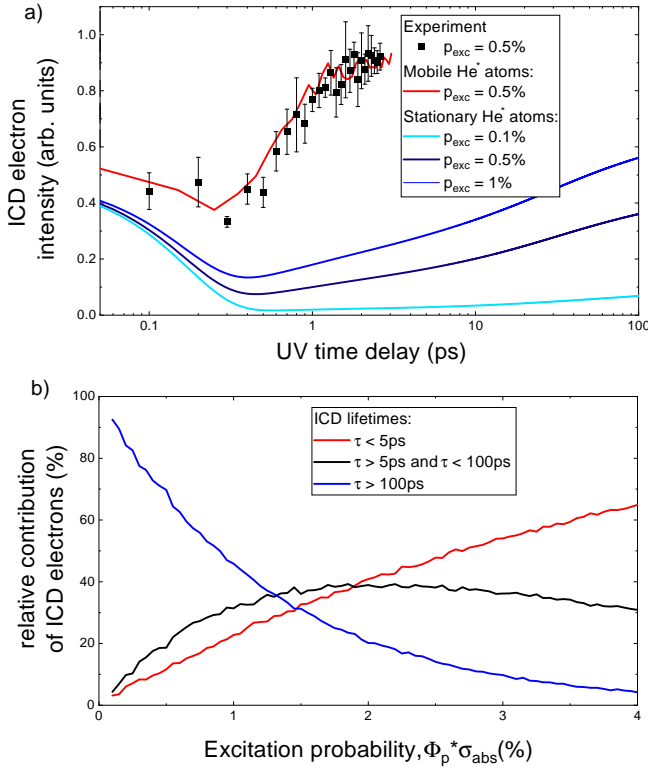 a)
1.0
0.8
0.6
0.4
0.2
0.0
ICD electron
intensity (arb. units)
Experiment
p_exc = 0.5%
Mobile He* atoms:
p_exc = 0.5%
Stationary He* atoms:
p_exc = 0.1%
p_exc = 0.5%
p_exc = 1%
0.1 1 10 100
UV time delay (ps)
b)
100
80
60
40
20
0
relative contribution
of ICD electrons (%)
ICD lifetimes:
τ < 5ps
τ > 5ps and τ < 100ps
τ > 100ps
0 1 2 3 4
Excitation probability,Φ_p*σ_abs(%)